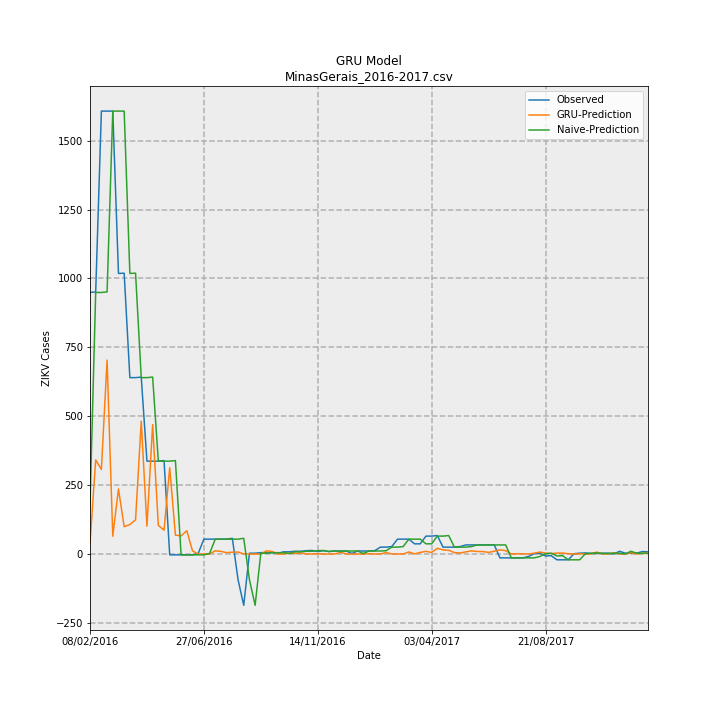 GRU Model
MinasGerais_2016-2017.csv
Observed
GRU-Prediction
Naive-Prediction
ZIKV Cases
1500
1250
1000
750
500
250
0
−250
08/02/2016
27/06/2016
14/11/2016
03/04/2017
21/08/2017
Date